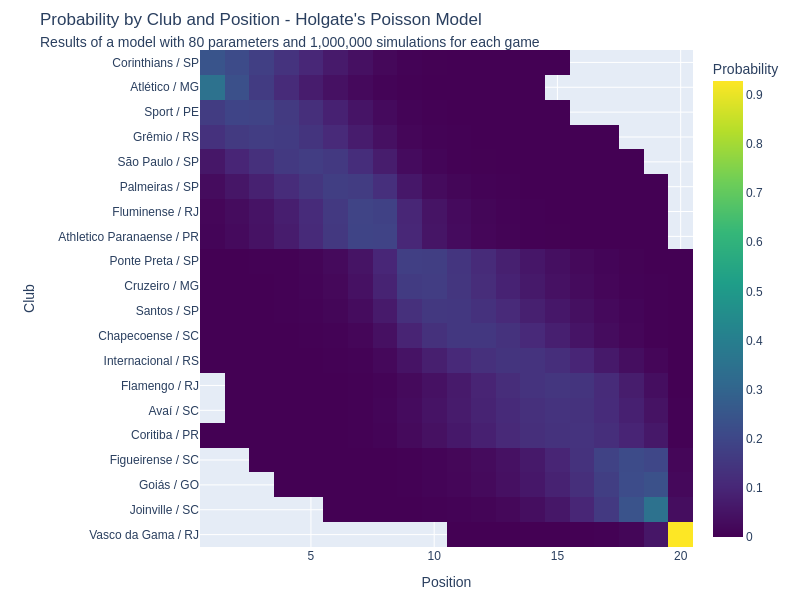 Probability by Club and Position - Holgate's Poisson Model
Results of a model with 80 parameters and 1,000,000 simulations for each game
Probability
Corinthians / SP
Atlético / MG
Sport / PE
Grêmio / RS
São Paulo / SP
Palmeiras / SP
Fluminense / RJ
Athletico Paranaense / PR
Ponte Preta / SP
Cruzeiro / MG
Santos / SP
Chapecoense / SC
Internacional / RS
Flamengo / RJ
Avaí / SC
Coritiba / PR
Figueirense / SC
Goiás / GO
Joinville / SC
Vasco da Gama / RJ
Club
5 10 15 20
Position
0.9
0.8
0.7
0.6
0.5
0.4
0.3
0.2
0.1
0